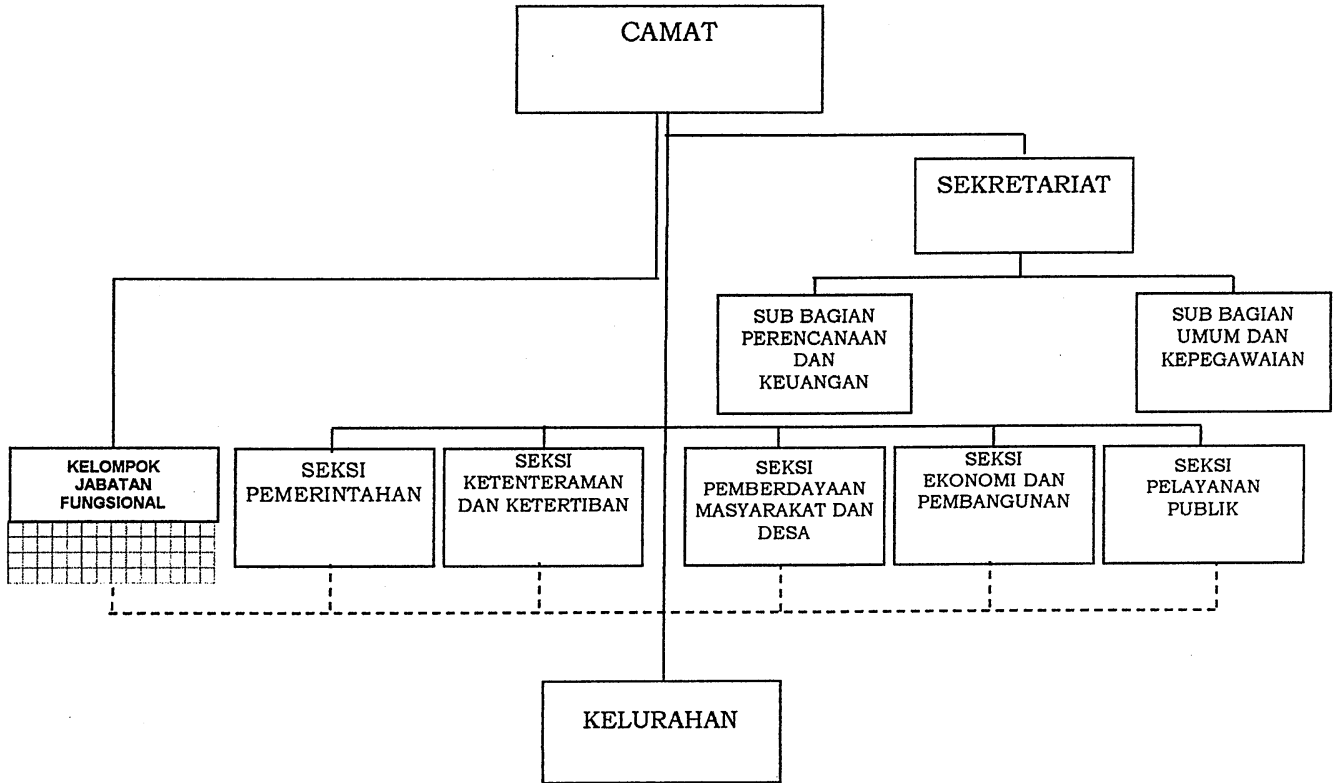 CAMAT
SEKRETARIAT
SUB BAGIAN
PERENCANAAN
DAN
KEUANGAN
SUB BAGIAN
UMUM DAN
KEPEGAWAIAN
KELOMPOK
JABATAN
FUNGSIONAL
SEKSI
PEMERINTAHAN
SEKSI
KETENTERAMAN
DAN KETERTIBAN
SEKSI
PEMBERDAYAAN
MASYARAKAT DAN
DESA
SEKSI
EKONOMI DAN
PEMBANGUNAN
SEKSI
PELAYANAN
PUBLIK
KELURAHAN